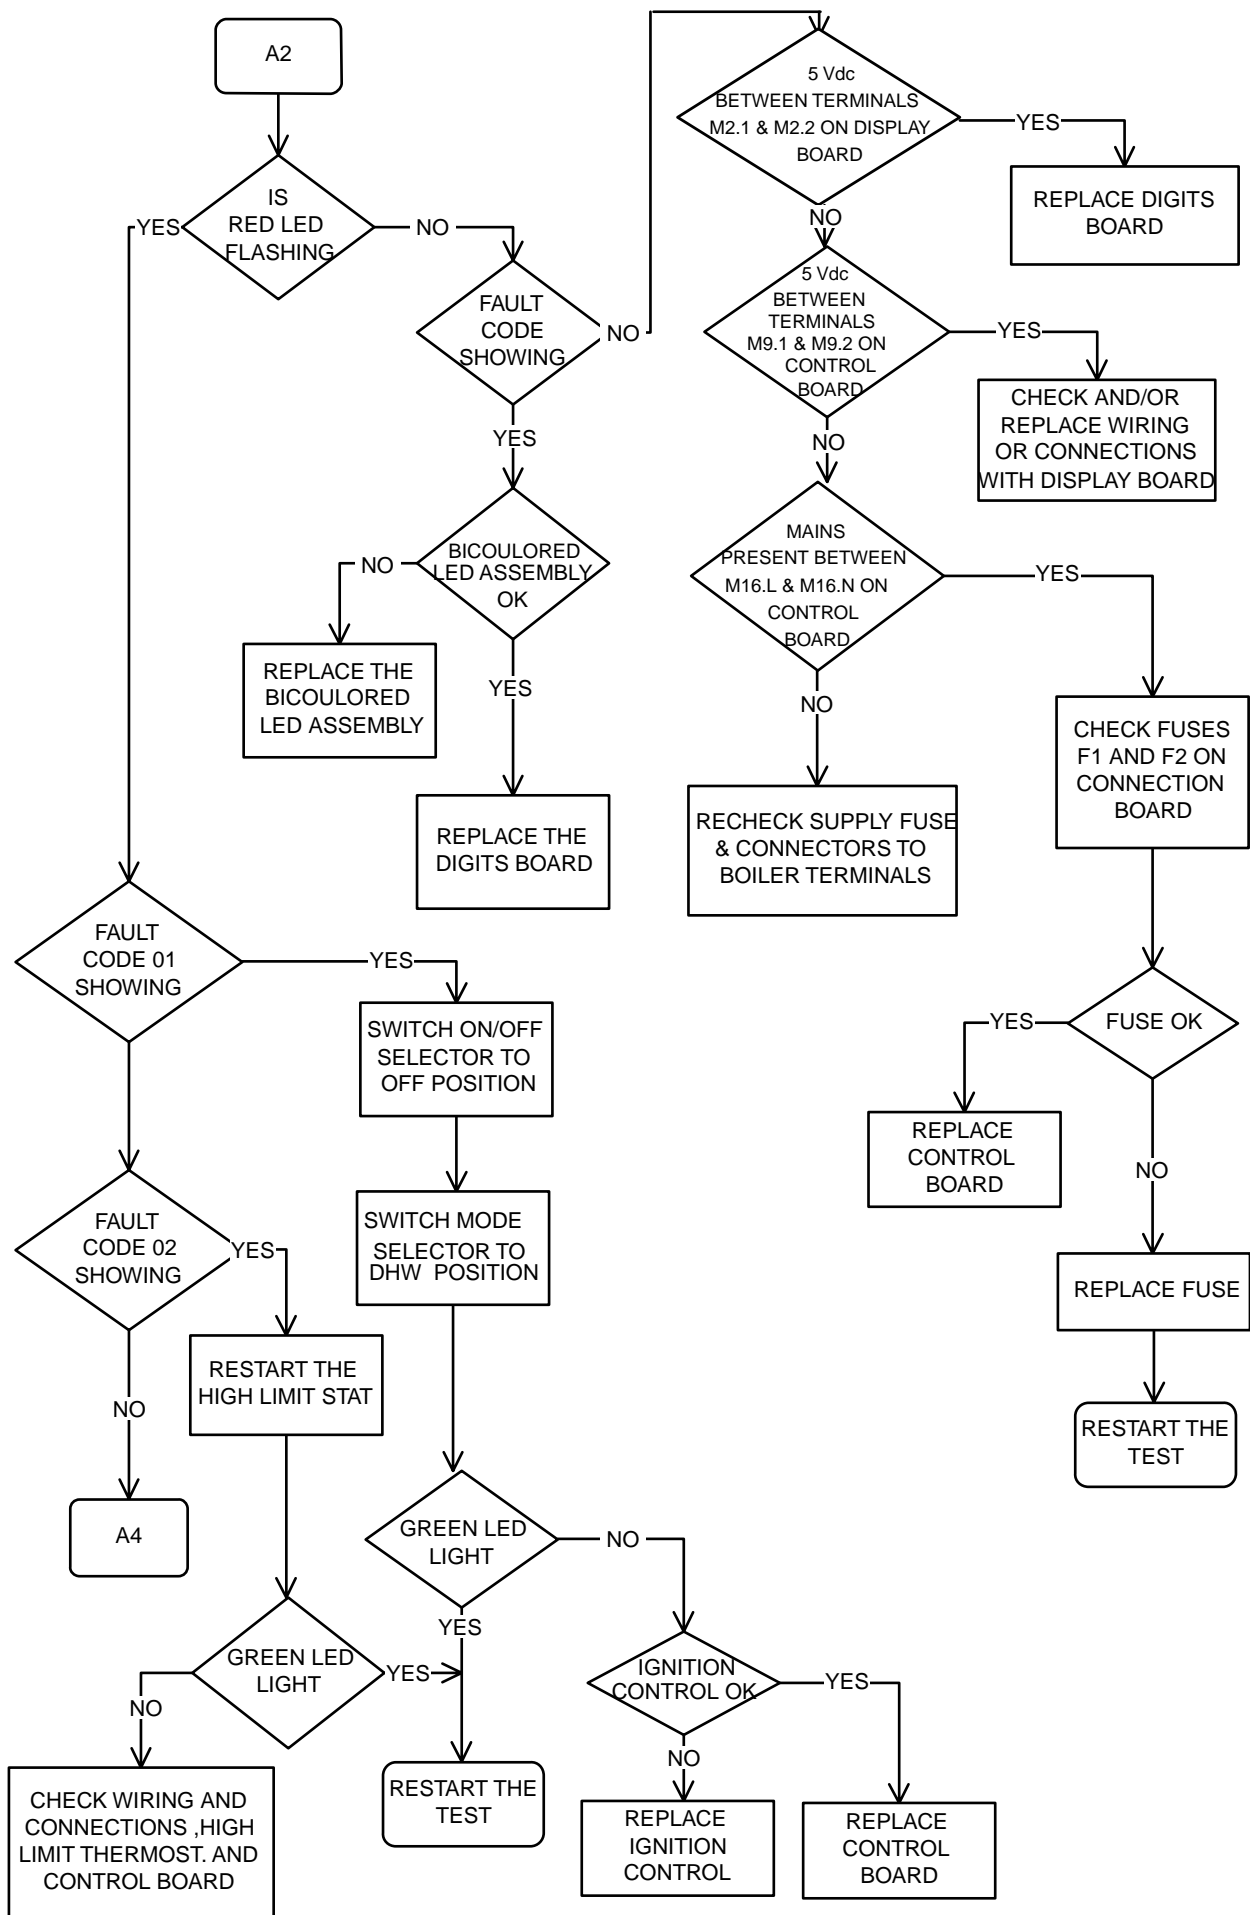 A2
IS
RED LED
FLASHING
YES
NO
FAULT
CODE
SHOWING
NO
YES
5 Vdc
BETWEEN TERMINALS
M2.1 & M2.2 ON DISPLAY
BOARD
YES
REPLACE DIGITS
BOARD
NO
5 Vdc
BETWEEN
TERMINALS
M9.1 & M9.2 ON
CONTROL
BOARD
YES
CHECK AND/OR
REPLACE WIRING
OR CONNECTIONS
WITH DISPLAY BOARD
NO
BICOULORED
LED ASSEMBLY
OK
NO
REPLACE THE
BICOULORED
LED ASSEMBLY
YES
REPLACE THE
DIGITS BOARD
MAINS
PRESENT BETWEEN
M16.L & M16.N ON
CONTROL
BOARD
YES
NO
RECHECK SUPPLY FUSE
& CONNECTORS TO
BOILER TERMINALS
CHECK FUSES
F1 AND F2 ON
CONNECTION
BOARD
FUSE OK
YES
REPLACE
CONTROL
BOARD
NO
REPLACE FUSE
RESTART THE
TEST
FAULT
CODE 01
SHOWING
YES
SWITCH ON/OFF
SELECTOR TO
OFF POSITION
SWITCH MODE
SELECTOR TO
DHW POSITION
FAULT
CODE 02
SHOWING
YES
RESTART THE
HIGH LIMIT STAT
NO
A4
GREEN LED
LIGHT
NO
YES
GREEN LED
LIGHT
YES
NO
CHECK WIRING AND
CONNECTIONS ,HIGH
LIMIT THERMOST. AND
CONTROL BOARD
RESTART THE
TEST
IGNITION
CONTROL OK
YES
NO
REPLACE
IGNITION
CONTROL
REPLACE
CONTROL
BOARD